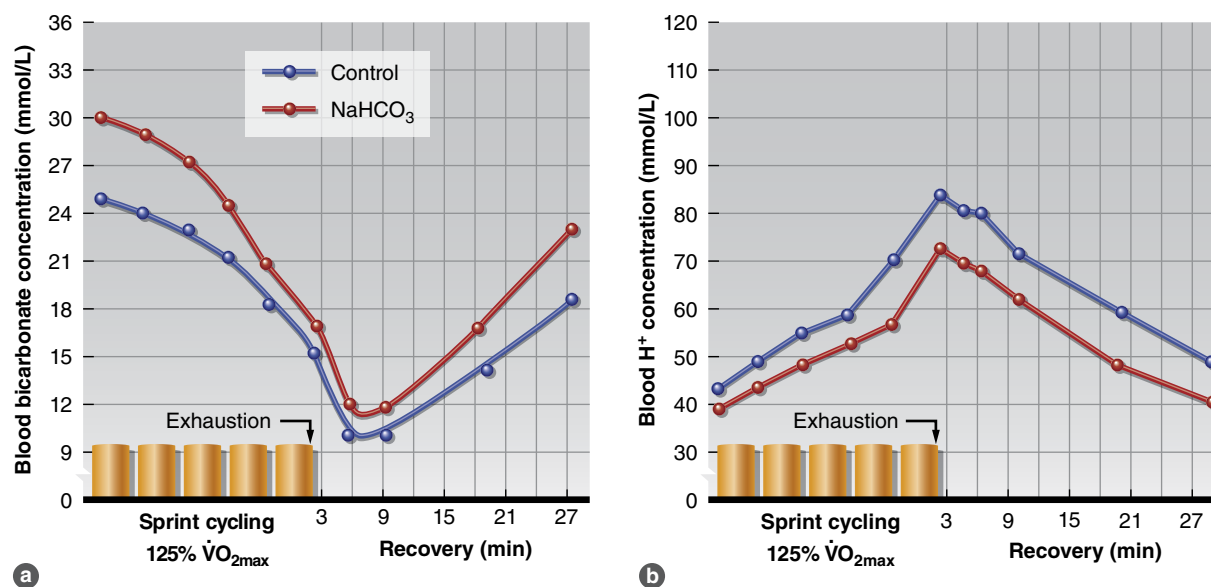 Blood bicarbonate concentration (mmol/L)
36
33
30
27
24
21
18
15
12
9
0
Control
NaHCO3
Exhaustion
Sprint cycling
125% V̇O2max
3
9
15
21
27
Recovery (min)
a
Blood H+ concentration (mmol/L)
120
110
100
90
80
70
60
50
40
30
0
Exhaustion
Sprint cycling
125% V̇O2max
3
9
15
21
27
Recovery (min)
b